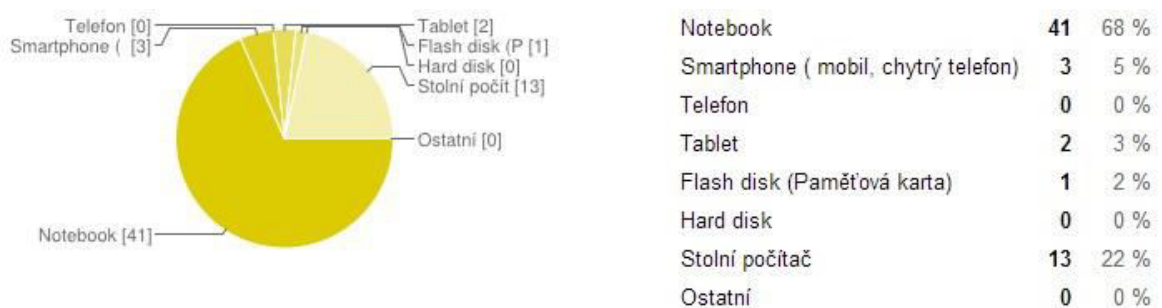 Telefon [0]
Smartphone ( [3]
Tablet [2]
Flash disk (P [1]
Hard disk [0]
Stolní počít [13]
Ostatní [0]
Notebook [41]
Notebook 41 68 %
Smartphone ( mobil, chytrý telefon) 3 5 %
Telefon 0 0 %
Tablet 2 3 %
Flash disk (Paměťová karta) 1 2 %
Hard disk 0 0 %
Stolní počítač 13 22 %
Ostatní 0 0 %